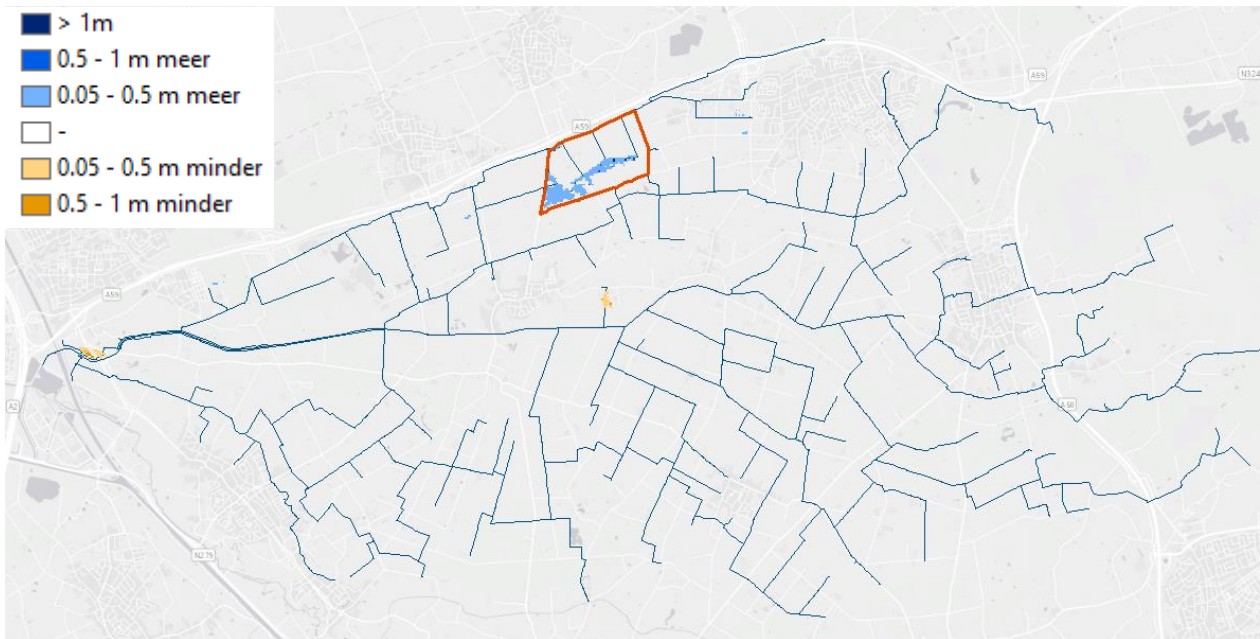 > 1m
0.5 - 1 m meer
0.05 - 0.5 m meer
-
0.05 - 0.5 m minder
0.5 - 1 m minder
A59
N324
A59
A59
A2
A50
N279